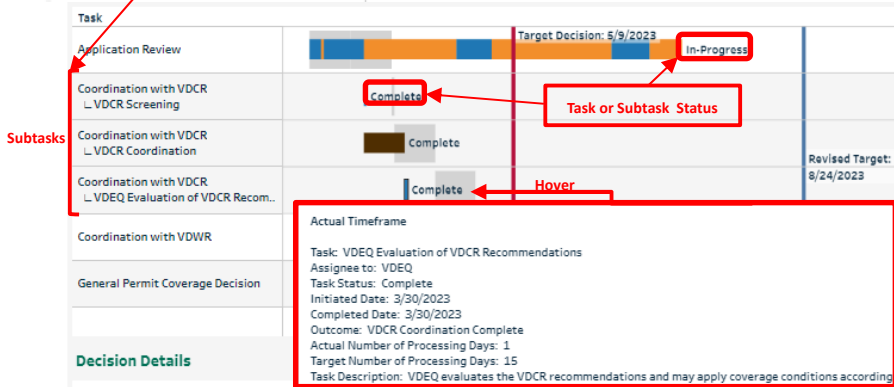 Task
Application Review
Target Decision: 5/9/2023
In-Progress
Coordination with VDCR
VDCR Screening
Complete
Task or Subtask Status
Subtasks
Coordination with VDCR
VDCR Coordination
Complete
Revised Target:
8/24/2023
Coordination with VDCR
VDEQ Evaluation of VDCR Recom..
Complete
Hover
Coordination with VDWR
General Permit Coverage Decision
Actual Timeframe
Task: VDEQ Evaluation of VDCR Recommendations
Assignee to: VDEQ
Task Status: Complete
Initiated Date: 3/30/2023
Completed Date: 3/30/2023
Outcome: VDCR Coordination Complete
Actual Number of Processing Days: 1
Target Number of Processing Days: 15
Task Description: VDEQ evaluates the VDCR recommendations and may apply coverage conditions according
Decision Details